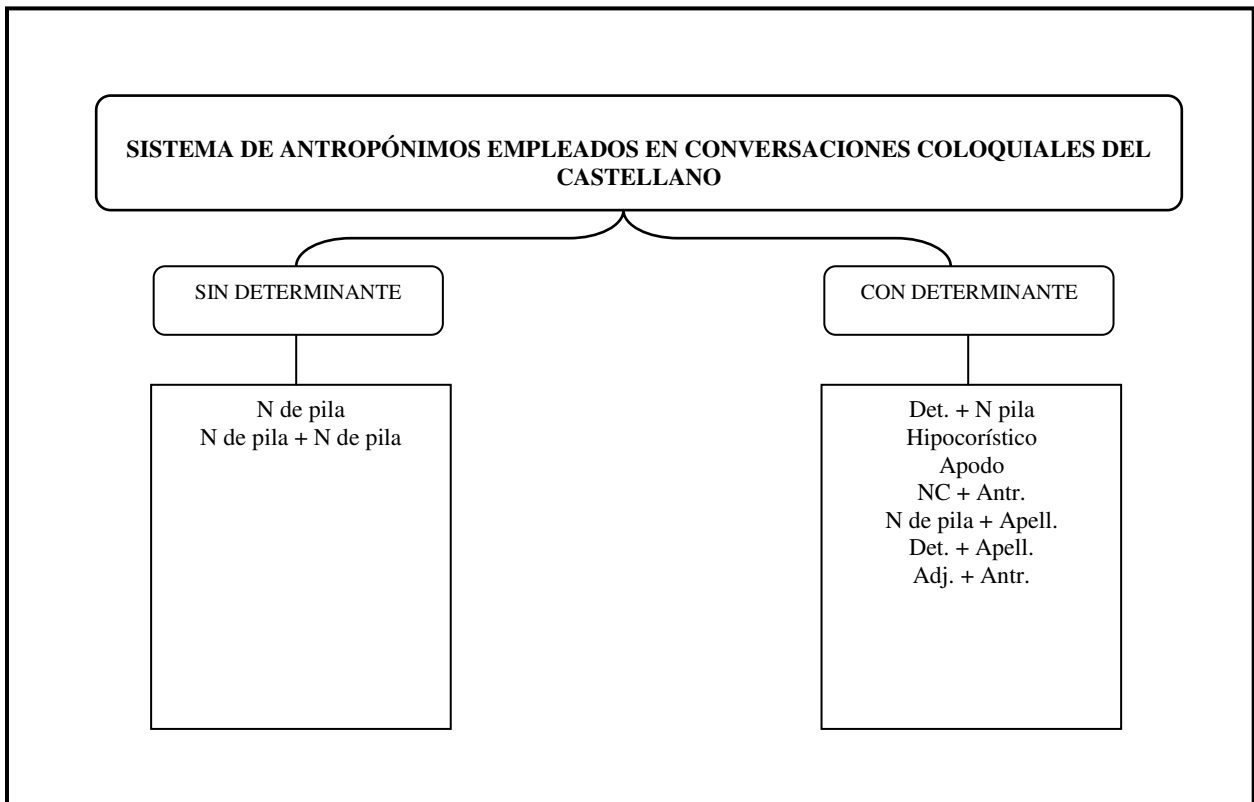 SISTEMA DE ANTROPÓNIMOS EMPLEADOS EN CONVERSACIONES COLOQUIALES DEL
CASTELLANO
SIN DETERMINANTE
N de pila
N de pila + N de pila
CON DETERMINANTE
Det. + N pila
Hipocorístico
Apodo
NC + Antr.
N de pila + Apell.
Det. + Apell.
Adj. + Antr.